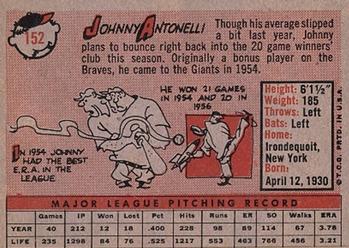 152
JOHNNY ANTONELLI
Though his average slipped
a bit last year, Johnny
plans to bounce right back into the 20 game winners'
club this season. Originally a bonus player on the
Braves, he came to the Giants in 1954.
HE WON 21 GAMES
IN 1954 AND 20 IN
1956
IN 1954 JOHNNY
HAD THE BEST
E.R.A. IN THE
LEAGUE
Height:
6'1½"
Weight: 185
Throws: Left
Bats: Left
Home:
Irondequoit,
New York
Born:
April 12, 1930
© T.C.G. PRTD. IN U.S.A.
MAJOR LEAGUE PITCHING RECORD
Games IP Won Lost Pct. Hits Runs ER SO Walks ERA
YEAR 40 212 12 18 .400 228 98 89 114 67 3.78
LIFE 235 1292 84 76 .525 1217 553 463 756 456 3.21